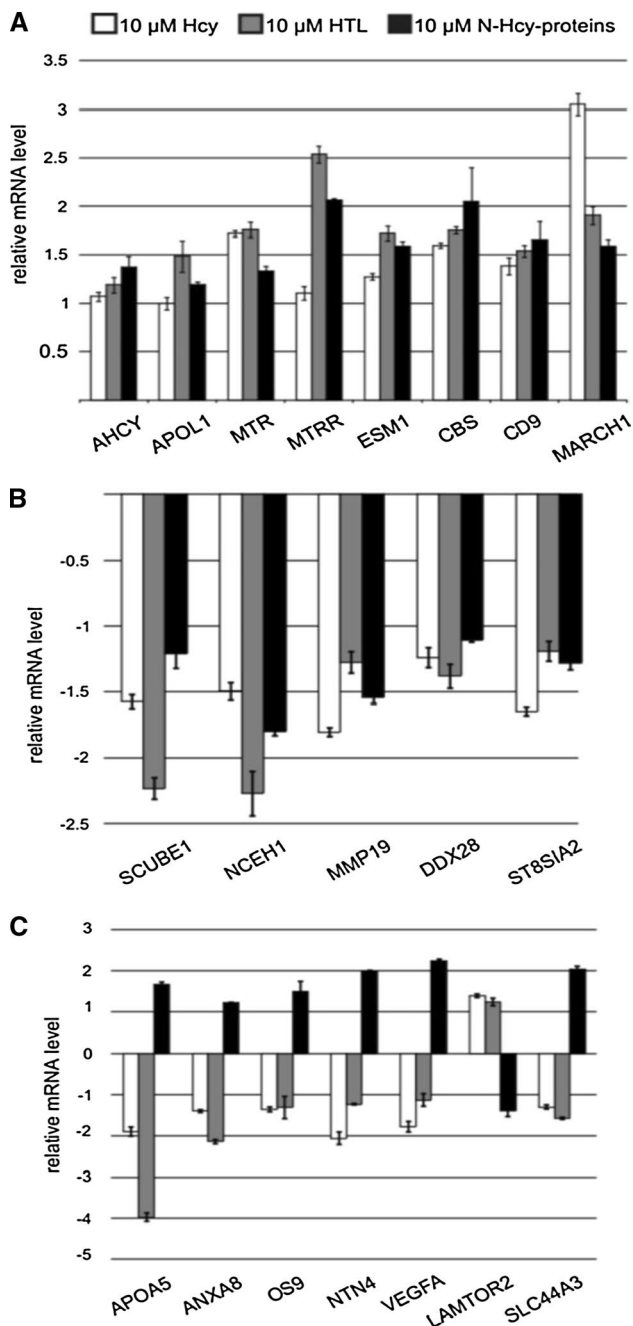 A
10 µM Hcy 10 µM HTL 10 µM N-Hcy-proteins
3.5
3
2.5
2
1.5
1
0.5
relative mRNA level
AHCY APOL1 MTR MTRR ESM1 CBS CD9 MARCH1
B
-0.5
-1
-1.5
-2
-2.5
relative mRNA level
SCUBE1 NCEH1 MMP19 DDX28 ST8SIA2
C
3
2
1
0
-1
-2
-3
-4
-5
relative mRNA level
APOA5 ANXA8 OS9 NTN4 VEGFA LAMTOR2 SLC44A3